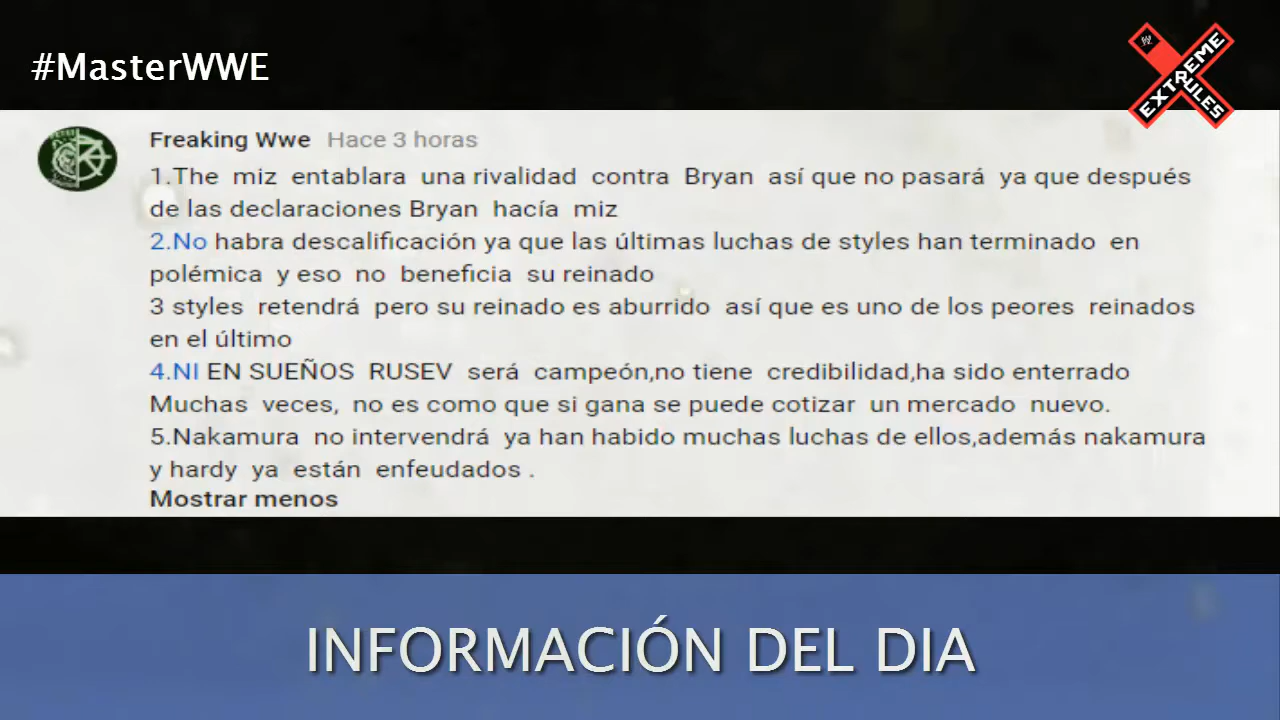 #MasterWWE
EXTREME
RULES
Freaking Wwe Hace 3 horas
1.The miz entablara una rivalidad contra Bryan así que no pasará ya que después
de las declaraciones Bryan hacía miz
2.No habra descalificación ya que las últimas luchas de styles han terminado en
polémica y eso no beneficia su reinado
3 styles retendrá pero su reinado es aburrido así que es uno de los peores reinados
en el último
4.NI EN SUEÑOS RUSEV será campeón,no tiene credibilidad,ha sido enterrado
Muchas veces, no es como que si gana se puede cotizar un mercado nuevo.
5.Nakamura no intervendrá ya han habido muchas luchas de ellos,además nakamura
y hardy ya están enfeudados .
Mostrar menos
INFORMACIÓN DEL DIA